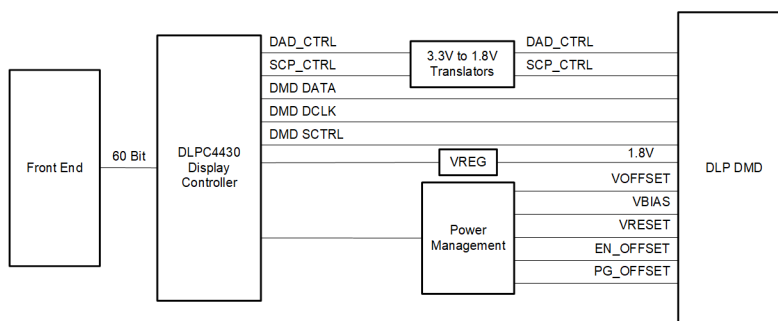 DAD_CTRL
DAD_CTRL
3.3V to 1.8V
Translators
SCP_CTRL
SCP_CTRL
DMD DATA
DMD DCLK
DMD SCTRL
Front End
60 Bit
DLPC4430
Display
Controller
VREG
1.8V
DLP DMD
VOFFSET
VBIAS
Power
Management
VRESET
EN_OFFSET
PG_OFFSET